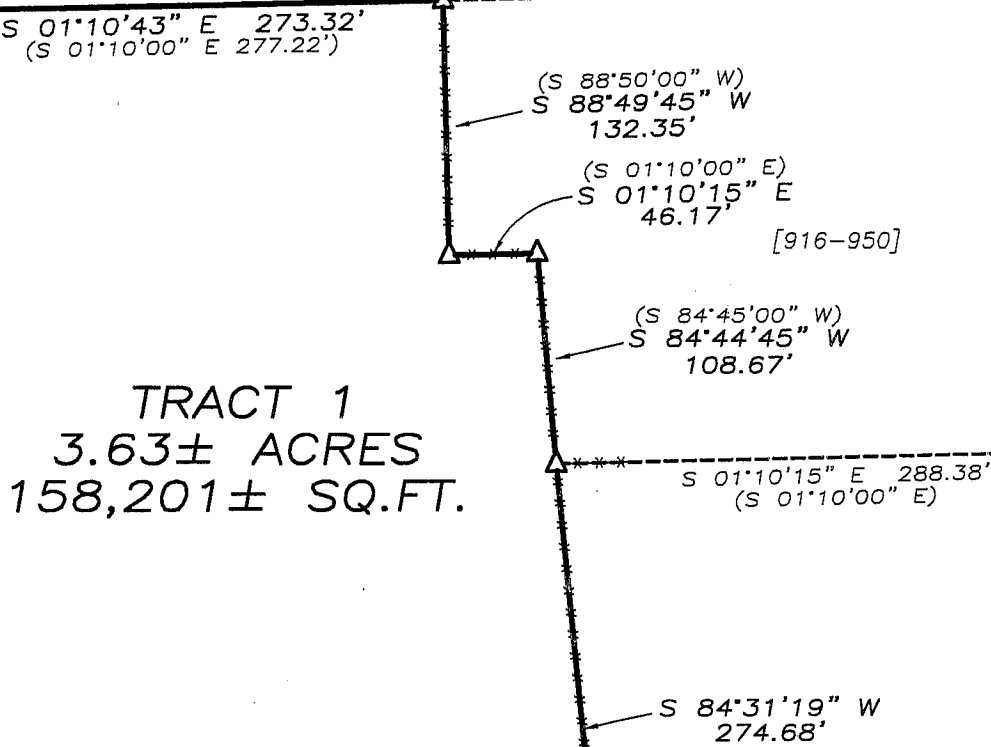 S 01°10'43" E 273.32'
(S 01°10'00" E 277.22')
(S 88°50'00" W)
S 88°49'45" W
132.35'
(S 01°10'00" E)
S 01°10'15" E
46.17'
[916-950]
(S 84°45'00" W)
S 84°44'45" W
108.67'
TRACT 1
3.63± ACRES
158,201± SQ.FT.
S 01°10'15" E 288.38'
(S 01°10'00" E)
S 84°31'19" W
274.68'